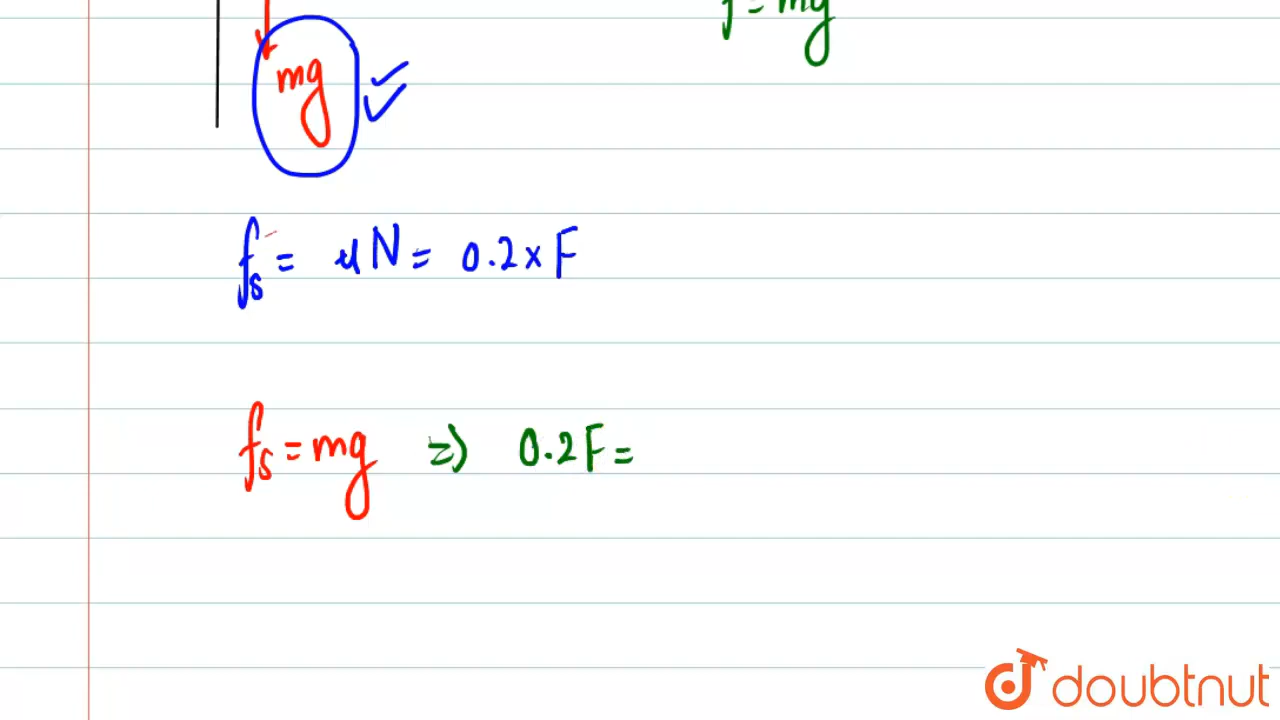 f = mg
mg
fs = μN = 0.2 × F
fs = mg ⇒ 0.2F =
doubtnut